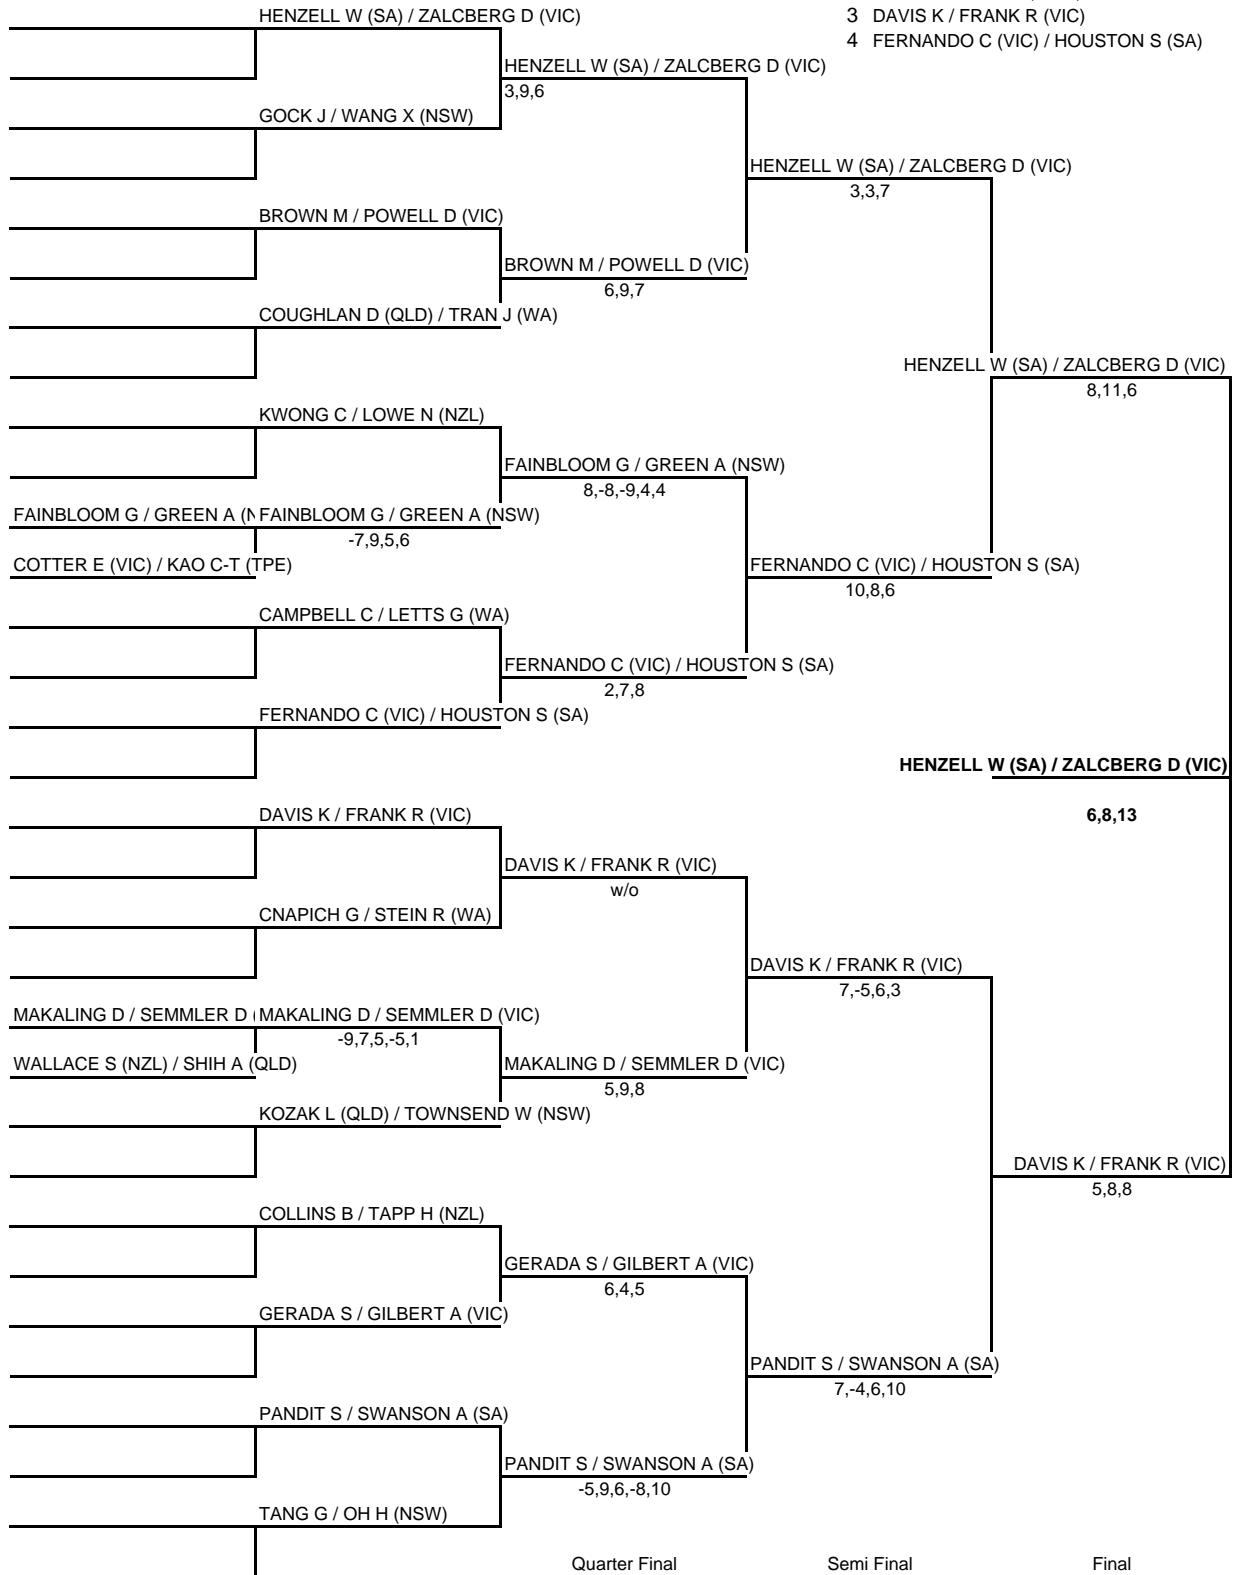 HENZELL W (SA) / ZALCBERG D (VIC)
3 DAVIS K / FRANK R (VIC)
4 FERNANDO C (VIC) / HOUSTON S (SA)
HENZELL W (SA) / ZALCBERG D (VIC)
3,9,6
GOCK J / WANG X (NSW)
HENZELL W (SA) / ZALCBERG D (VIC)
3,3,7
BROWN M / POWELL D (VIC)
BROWN M / POWELL D (VIC)
6,9,7
COUGHLAN D (QLD) / TRAN J (WA)
HENZELL W (SA) / ZALCBERG D (VIC)
8,11,6
KWONG C / LOWE N (NZL)
FAINBLOOM G / GREEN A (NSW)
8,-8,-9,4,4
FAINBLOOM G / GREEN A (N FAINBLOOM G / GREEN A (NSW)
-7,9,5,6
COTTER E (VIC) / KAO C-T (TPE)
FERNANDO C (VIC) / HOUSTON S (SA)
10,8,6
CAMPBELL C / LETTS G (WA)
FERNANDO C (VIC) / HOUSTON S (SA)
2,7,8
FERNANDO C (VIC) / HOUSTON S (SA)
HENZELL W (SA) / ZALCBERG D (VIC)
6,8,13
DAVIS K / FRANK R (VIC)
DAVIS K / FRANK R (VIC)
w/o
CNAPICH G / STEIN R (WA)
DAVIS K / FRANK R (VIC)
7,-5,6,3
MAKALING D / SEMMLER D ( MAKALING D / SEMMLER D (VIC)
-9,7,5,-5,1
WALLACE S (NZL) / SHIH A (QLD)
MAKALING D / SEMMLER D (VIC)
5,9,8
KOZAK L (QLD) / TOWNSEND W (NSW)
DAVIS K / FRANK R (VIC)
5,8,8
COLLINS B / TAPP H (NZL)
GERADA S / GILBERT A (VIC)
6,4,5
GERADA S / GILBERT A (VIC)
PANDIT S / SWANSON A (SA)
7,-4,6,10
PANDIT S / SWANSON A (SA)
PANDIT S / SWANSON A (SA)
-5,9,6,-8,10
TANG G / OH H (NSW)
Quarter Final Semi Final Final